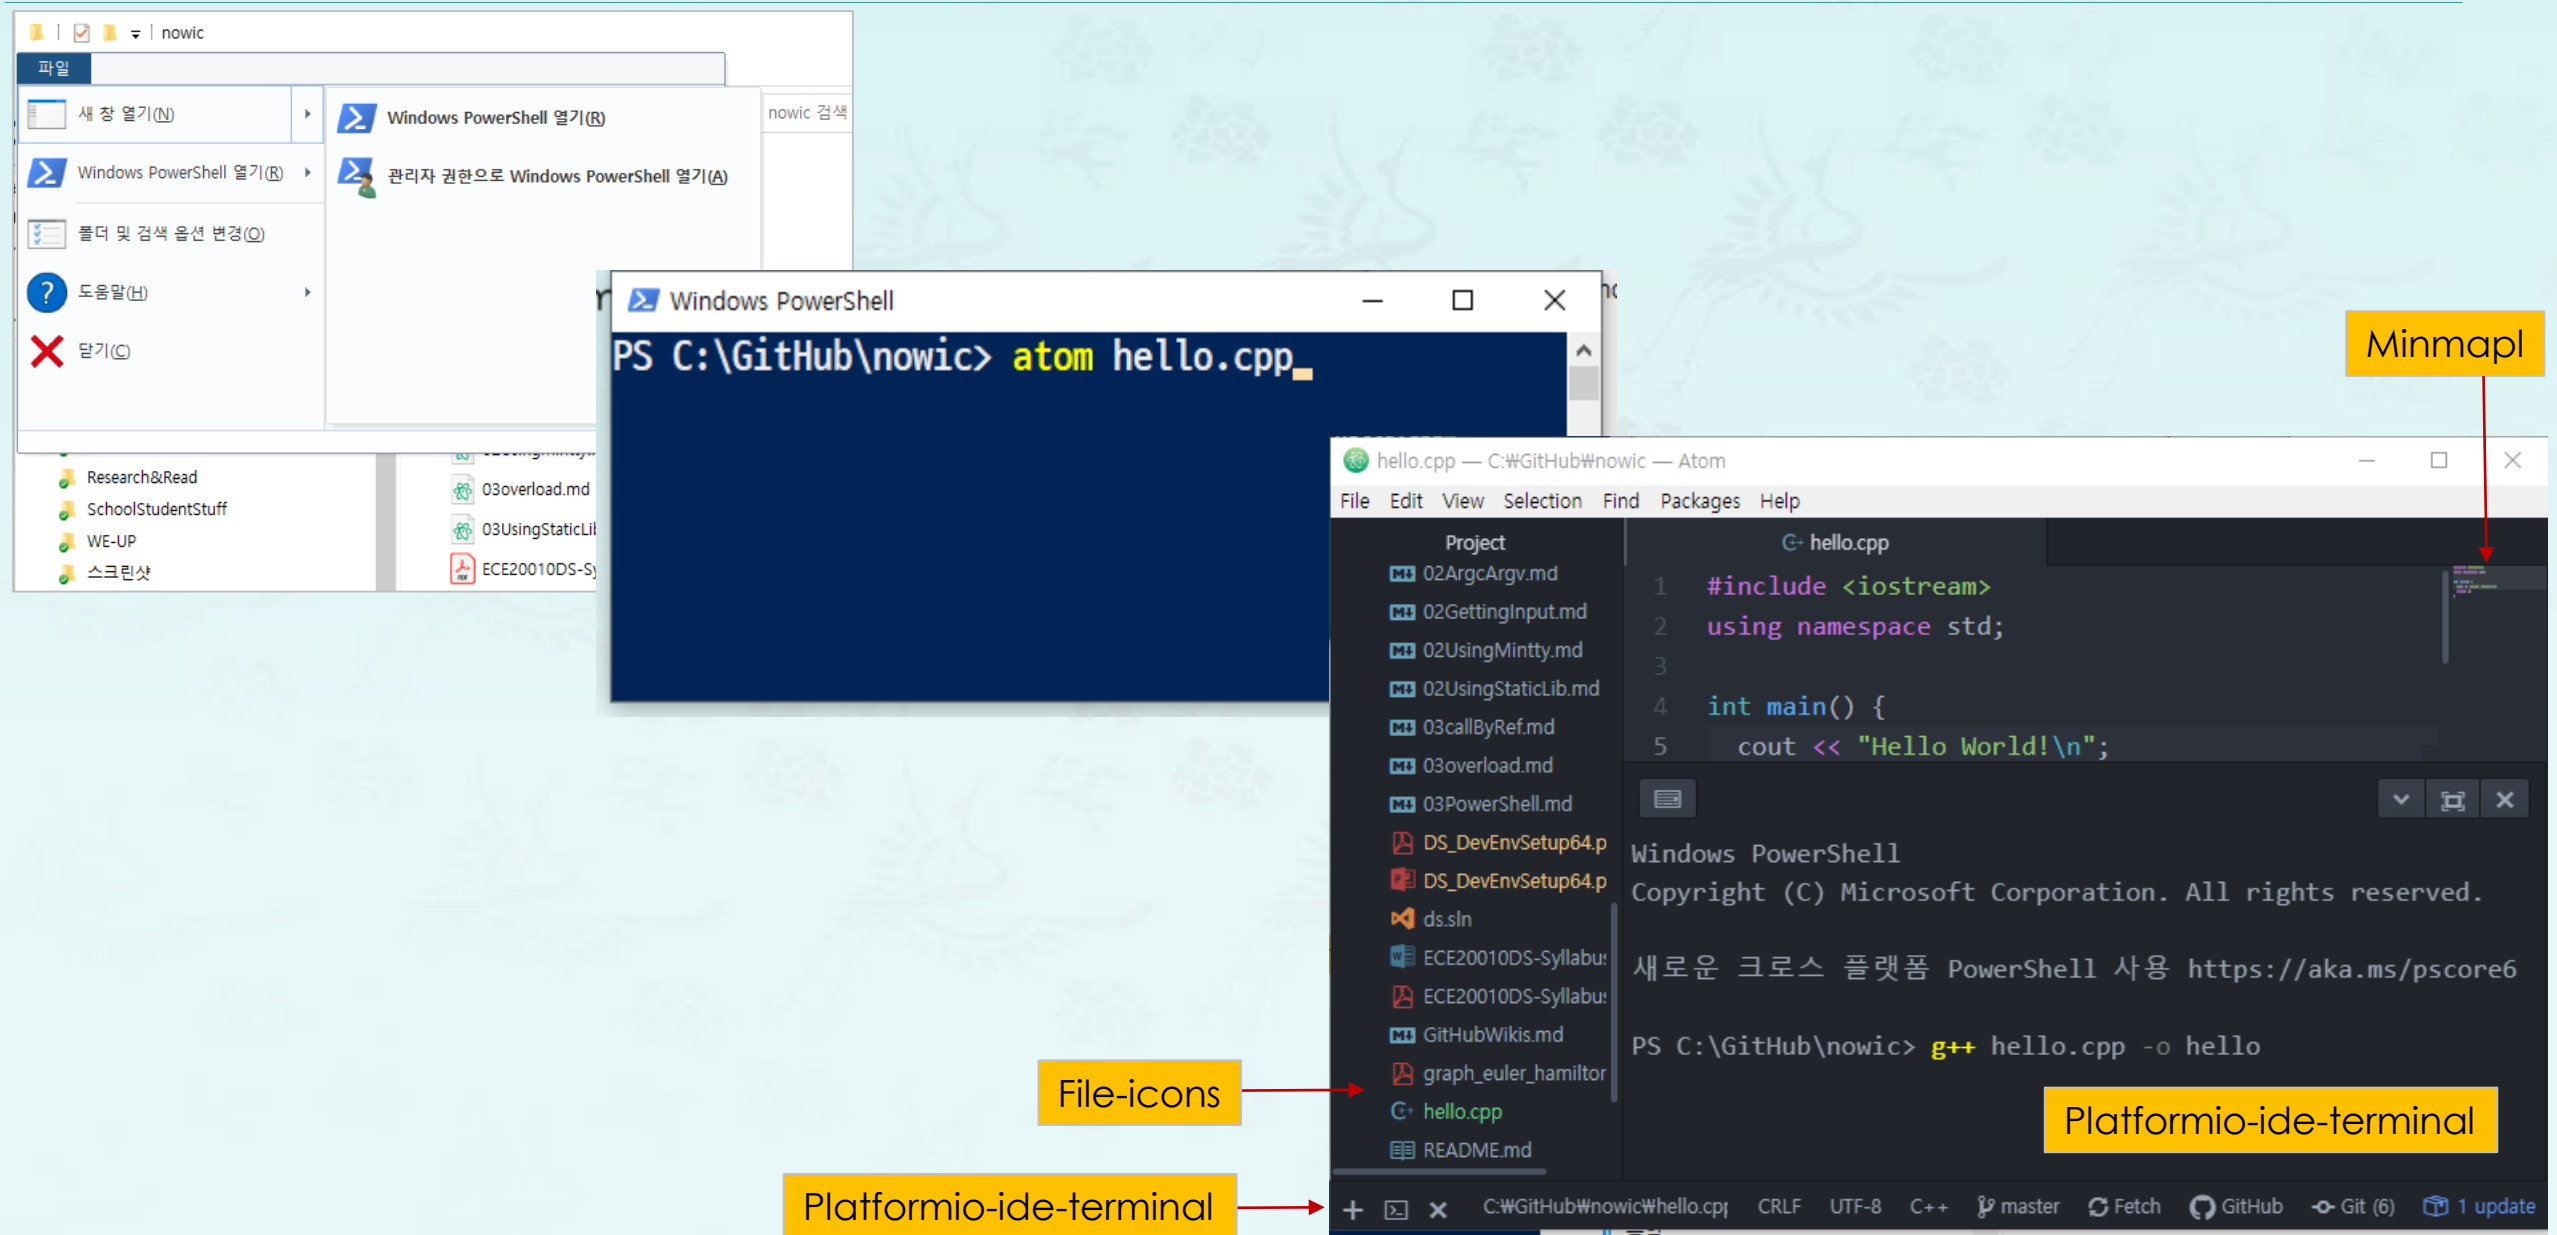 nowic
파일
새 창 열기(N)
Windows PowerShell 열기(R)
폴더 및 검색 옵션 변경(O)
도움말(H)
닫기(C)
Windows PowerShell 열기(R)
관리자 권한으로 Windows PowerShell 열기(A)
nowic 검색
Research&Read
SchoolStudentStuff
WE-UP
스크린샷
03overload.md
03UsingStaticLi
ECE20010DS-Sy
Windows PowerShell
PS C:\GitHub\nowic> atom hello.cpp_
Minmapl
hello.cpp — C:₩GitHub₩nowic — Atom
File Edit View Selection Find Packages Help
Project
02ArgcArgv.md
02GettingInput.md
02UsingMintty.md
02UsingStaticLib.md
03callByRef.md
03overload.md
03PowerShell.md
DS_DevEnvSetup64.p
DS_DevEnvSetup64.p
ds.sln
ECE20010DS-Syllabu
ECE20010DS-Syllabu
GitHubWikis.md
graph_euler_hamilto
hello.cpp
README.md
hello.cpp
1 #include <iostream>
2 using namespace std;
3
4 int main() {
5 cout << "Hello World!\n";
Windows PowerShell
Copyright (C) Microsoft Corporation. All rights reserved.
새로운 크로스 플랫폼 PowerShell 사용 https://aka.ms/pscore6
PS C:\GitHub\nowic> g++ hello.cpp -o hello
Platformio-ide-terminal
File-icons
Platformio-ide-terminal
C:₩GitHub₩nowic₩hello.cp CRLF UTF-8 C++ master Fetch GitHub Git (6) 1 update